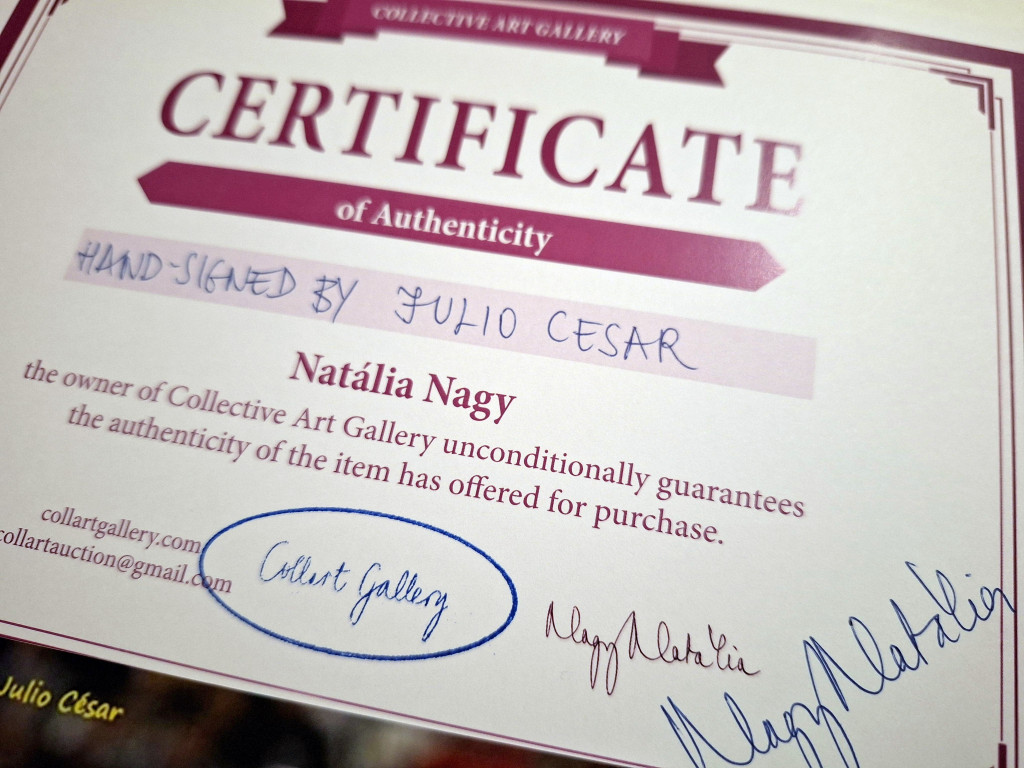 COLLECTIVE ART GALLERY
CERTIFICATE
of Authenticity
HAND-SIGNED BY JULIO CESAR
Natália Nagy
the owner of Collective Art Gallery unconditionally guarantees
the authenticity of the item has offered for purchase.
collartgallery.com
collartauction@gmail.com
Collart Gallery
Nagy Natália
Nagy Natália
Julio César